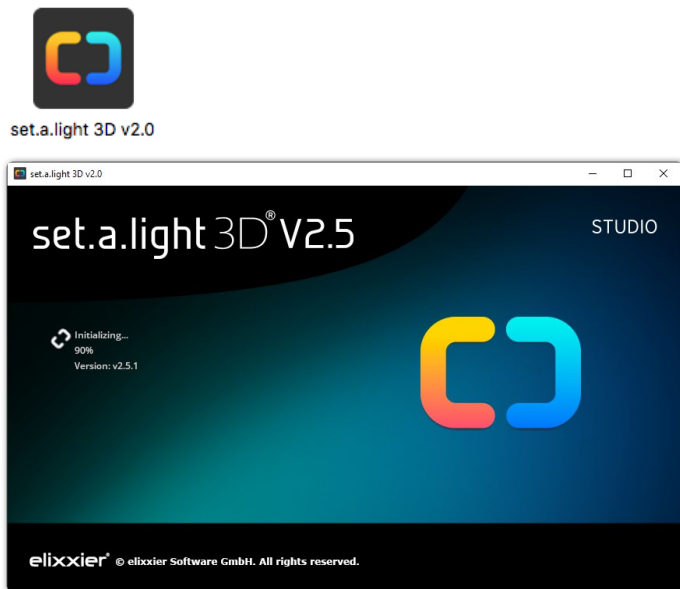 set.a.light 3D v2.0
set.a.light 3D v2.0
set.a.light 3D® V2.5
STUDIO
Initializing...
90%
Version: v2.5.1
elixxier® © elixxier Software GmbH. All rights reserved.